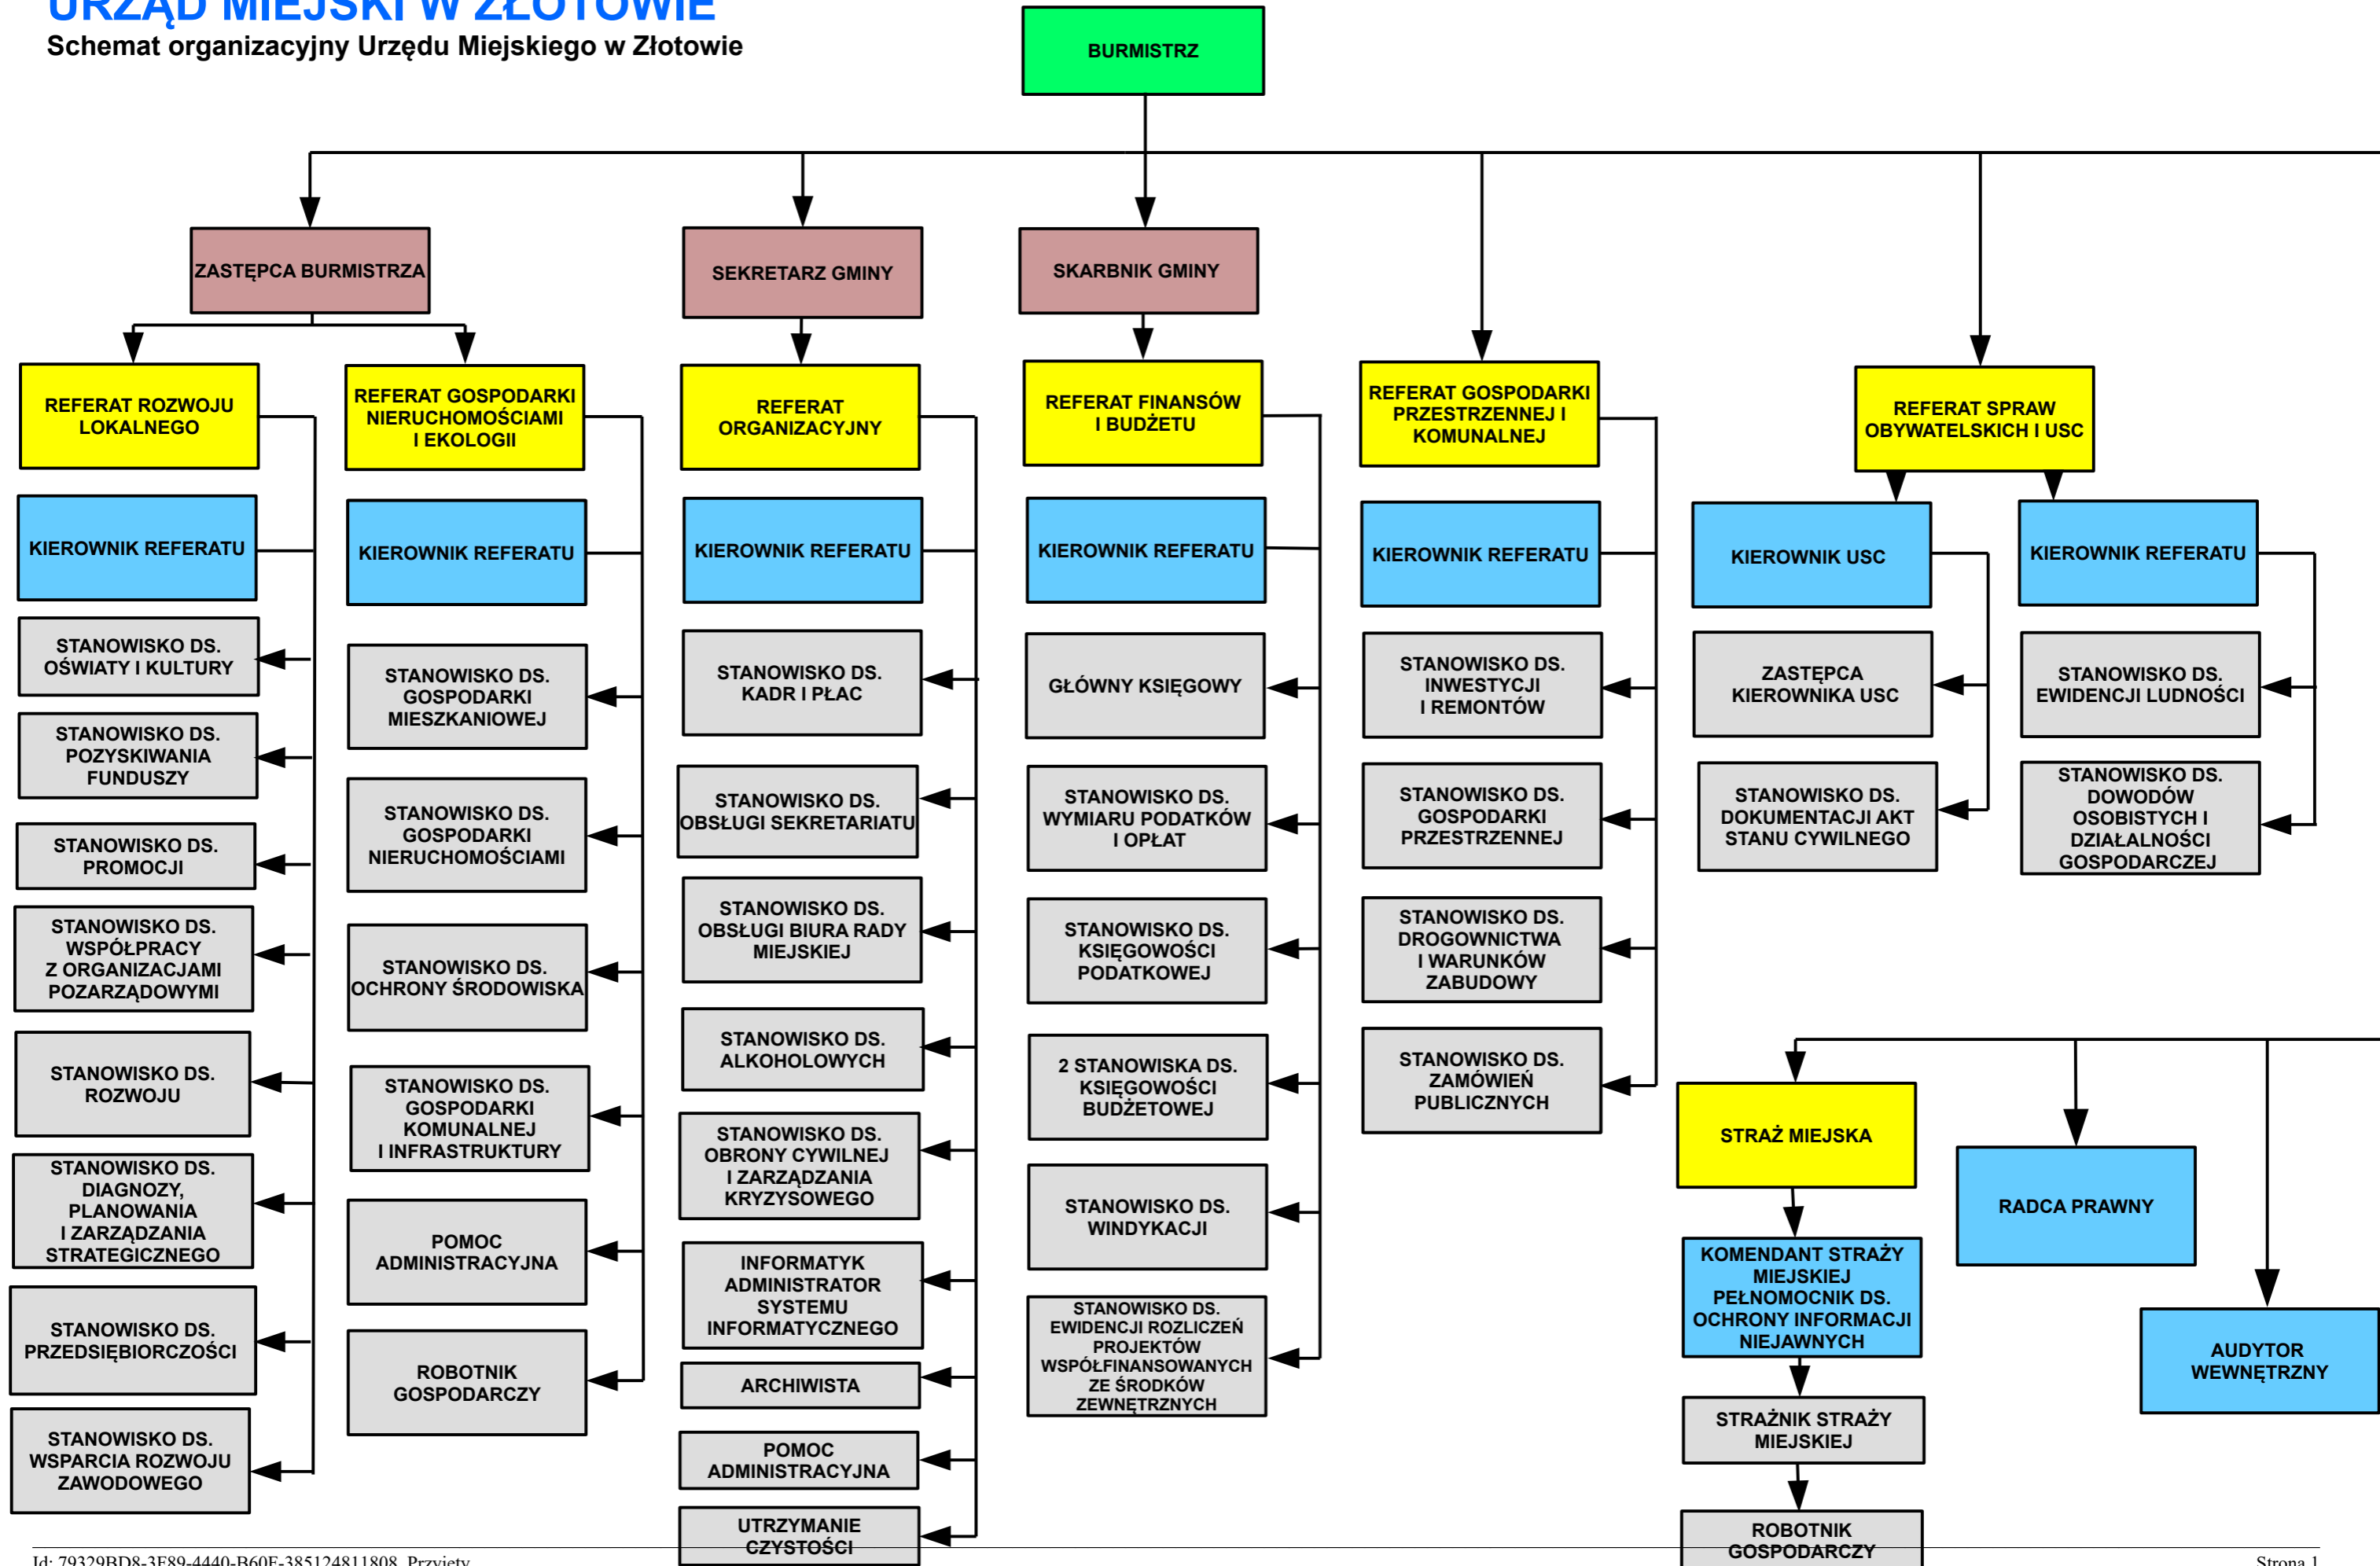 URZĄD MIEJSKI W ZŁOTOWIE
Schemat organizacyjny Urzędu Miejskiego w Złotowie
BURMISTRZ
ZASTĘPCA BURMISTRZA
SEKRETARZ GMINY
SKARBNIK GMINY
REFERAT ROZWOJU
LOKALNEGO
KIEROWNIK REFERATU
STANOWISKO DS.
OŚWIATY I KULTURY
STANOWISKO DS.
POZYSKIWANIA
FUNDUSZY
STANOWISKO DS.
PROMOCJI
STANOWISKO DS.
WSPÓŁPRACY
Z ORGANIZACJAMI
POZARZĄDOWYMI
STANOWISKO DS.
ROZWOJU
STANOWISKO DS.
DIAGNOZY,
PLANOWANIA
I ZARZĄDZANIA
STRATEGICZNEGO
STANOWISKO DS.
PRZEDSIĘBIORCZOŚCI
STANOWISKO DS.
WSPARCIA ROZWOJU
ZAWODOWEGO
REFERAT GOSPODARKI
NIERUCHOMOŚCIAMI
I EKOLOGII
KIEROWNIK REFERATU
STANOWISKO DS.
GOSPODARKI
MIESZKANIOWEJ
STANOWISKO DS.
GOSPODARKI
NIERUCHOMOŚCIAMI
STANOWISKO DS.
OCHRONY ŚRODOWISKA
STANOWISKO DS.
GOSPODARKI
KOMUNALNEJ
I INFRASTRUKTURY
POMOC
ADMINISTRACYJNA
ROBOTNIK
GOSPODARCZY
REFERAT
ORGANIZACYJNY
KIEROWNIK REFERATU
STANOWISKO DS.
KADR I PŁAC
STANOWISKO DS.
OBSŁUGI SEKRETARIATU
STANOWISKO DS.
OBSŁUGI BIURA RADY
MIEJSKIEJ
STANOWISKO DS.
ALKOHOLOWYCH
STANOWISKO DS.
OBRONY CYWILNEJ
I ZARZĄDZANIA
KRYZYSOWEGO
INFORMATYK
ADMINISTRATOR
SYSTEMU
INFORMATYCZNEGO
ARCHIWISTA
POMOC
ADMINISTRACYJNA
UTRZYMANIE
CZYSTOŚCI
REFERAT FINANSÓW
I BUDŻETU
KIEROWNIK REFERATU
GŁÓWNY KSIĘGOWY
STANOWISKO DS.
WYMIARU PODATKÓW
I OPŁAT
STANOWISKO DS.
KSIĘGOWOŚCI
PODATKOWEJ
2 STANOWISKA DS.
KSIĘGOWOŚCI
BUDŻETOWEJ
STANOWISKO DS.
WINDYKACJI
STANOWISKO DS.
EWIDENCJI ROZLICZEŃ
PROJEKTÓW
WSPÓŁFINANSOWANYCH
ZE ŚRODKÓW
ZEWNĘTRZNYCH
REFERAT GOSPODARKI
PRZESTRZENNEJ I
KOMUNALNEJ
KIEROWNIK REFERATU
STANOWISKO DS.
INWESTYCJI
I REMONTÓW
STANOWISKO DS.
GOSPODARKI
PRZESTRZENNEJ
STANOWISKO DS.
DROGOWNICTWA
I WARUNKÓW
ZABUDOWY
STANOWISKO DS.
ZAMÓWIEŃ
PUBLICZNYCH
REFERAT SPRAW
OBYWATELSKICH I USC
KIEROWNIK USC
ZASTĘPCA
KIEROWNIKA USC
STANOWISKO DS.
DOKUMENTACJI AKT
STANU CYWILNEGO
KIEROWNIK REFERATU
STANOWISKO DS.
EWIDENCJI LUDNOŚCI
STANOWISKO DS.
DOWODÓW
OSOBISTYCH I
DZIAŁALNOŚCI
GOSPODARCZEJ
STRAŻ MIEJSKA
KOMENDANT STRAŻY
MIEJSKIEJ
PEŁNOMOCNIK DS.
OCHRONY INFORMACJI
NIEJAWNYCH
STRAŻNIK STRAŻY
MIEJSKIEJ
ROBOTNIK
GOSPODARCZY
RADCA PRAWNY
AUDYTOR
WEWNĘTRZNY
Id: 79329BD8-3F89-4440-B60F-385124811808. Przyjęty
Strona 1